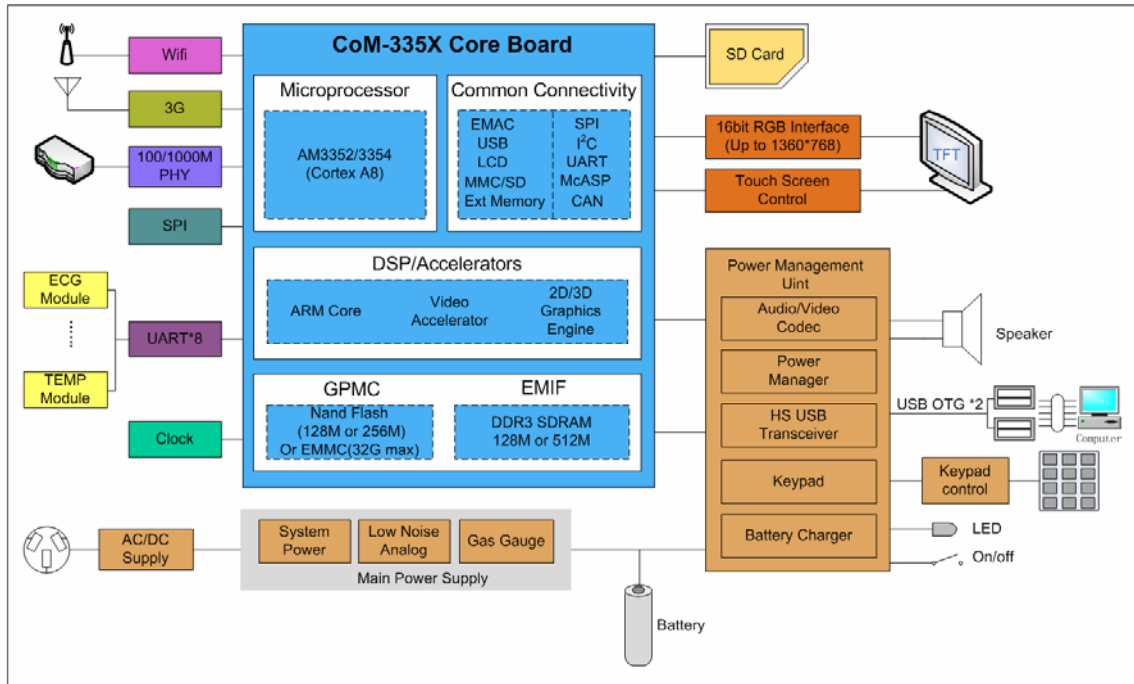 CoM-335X Core Board
Wifi
3G
100/1000M
PHY
SPI
ECG
Module
UART*8
TEMP
Module
Clock
Microprocessor
AM3352/3354
(Cortex A8)
Common Connectivity
EMAC
USB
LCD
MMC/SD
Ext Memory
SPI
I²C
UART
McASP
CAN
DSP/Accelerators
ARM Core
Video
Accelerator
2D/3D
Graphics
Engine
GPMC
Nand Flash
(128M or 256M)
Or EMMC(32G max)
EMIF
DDR3 SDRAM
128M or 512M
SD Card
16bit RGB Interface
(Up to 1360*768)
Touch Screen
Control
TFT
Power Management
Uint
Audio/Video
Codec
Power
Manager
HS USB
Transceiver
Keypad
Battery Charger
Speaker
USB OTG *2
Computer
Keypad
control
LED
On/off
AC/DC
Supply
System
Power
Low Noise
Analog
Gas Gauge
Main Power Supply
Battery